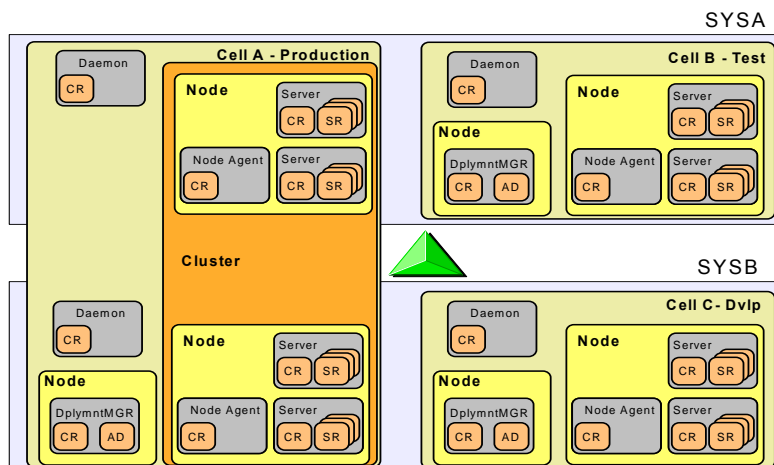 SYSA
Cell A - Production
Daemon
CR
Node
Server
CR SR
Node Agent
CR
Server
CR SR
Cell B - Test
Daemon
CR
Node
DplymntMGR
CR AD
Node
Server
CR SR
Node Agent
CR
Server
CR SR
Cluster
SYSB
Daemon
CR
Node
DplymntMGR
CR AD
Node
Server
CR SR
Node Agent
CR
Server
CR SR
Cell C- Dvlp
Daemon
CR
Node
DplymntMGR
CR AD
Node
Server
CR SR
Node Agent
CR
Server
CR SR